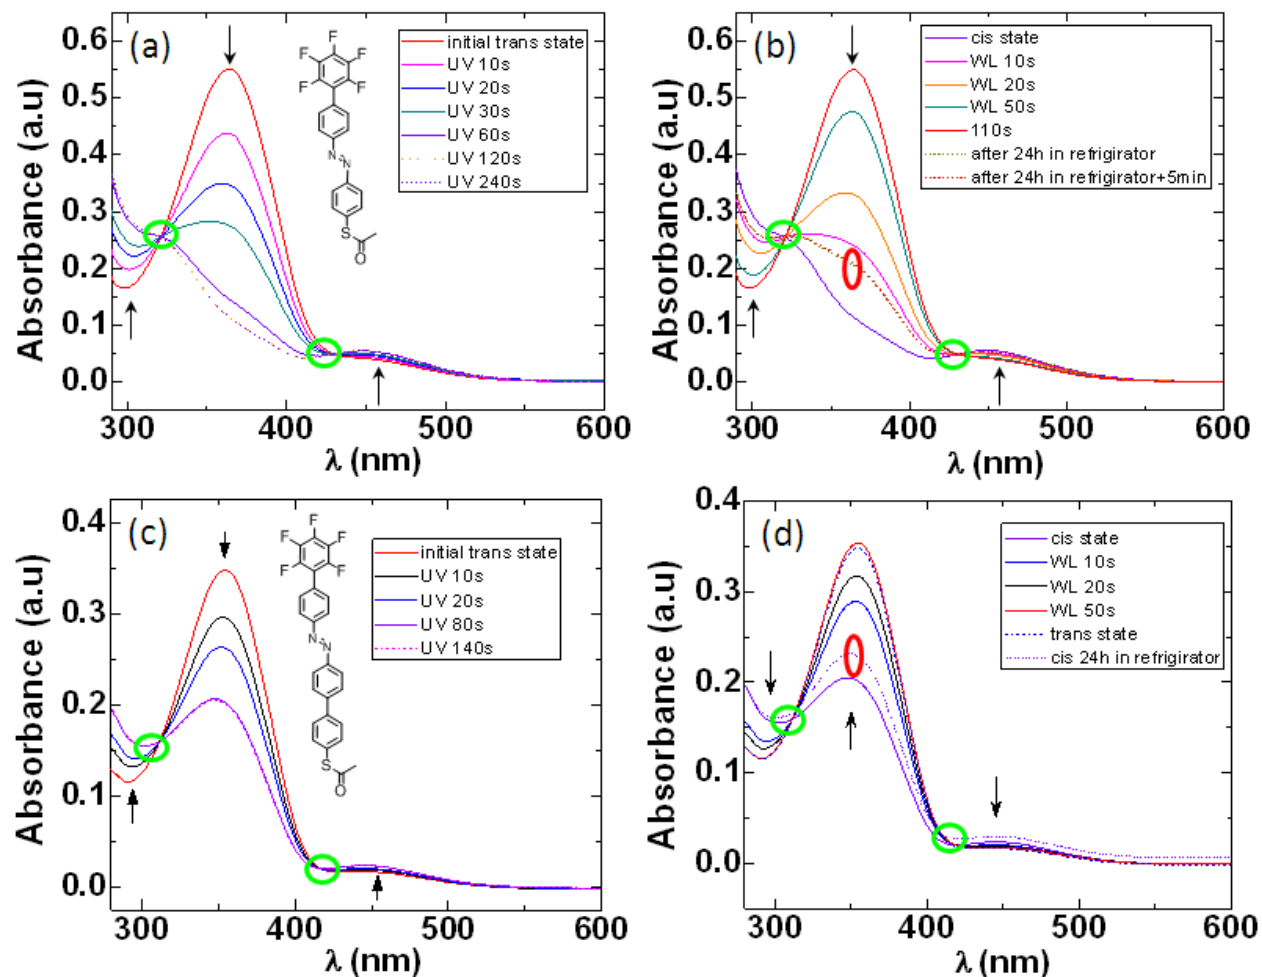 (a)
initial trans state
UV 10s
UV 20s
UV 30s
UV 60s
UV 120s
UV 240s
F
F
F
F
F
N
N
S
O
Absorbance (a.u)
0.6
0.5
0.4
0.3
0.2
0.1
0.0
300 400 500 600
λ (nm)
(b)
cis state
WL 10s
WL 20s
WL 50s
110s
after 24h in refrigirator
after 24h in refrigirator+5min
Absorbance (a.u)
0.6
0.5
0.4
0.3
0.2
0.1
0.0
300 400 500 600
λ (nm)
(c)
initial trans state
UV 10s
UV 20s
UV 80s
UV 140s
F
F
F
F
F
N
N
S
O
Absorbance (a.u)
0.4
0.3
0.2
0.1
0.0
300 400 500 600
λ (nm)
(d)
cis state
WL 10s
WL 20s
WL 50s
trans state
cis 24h in refrigirator
Absorbance (a.u)
0.4
0.3
0.2
0.1
0.0
300 400 500 600
λ (nm)